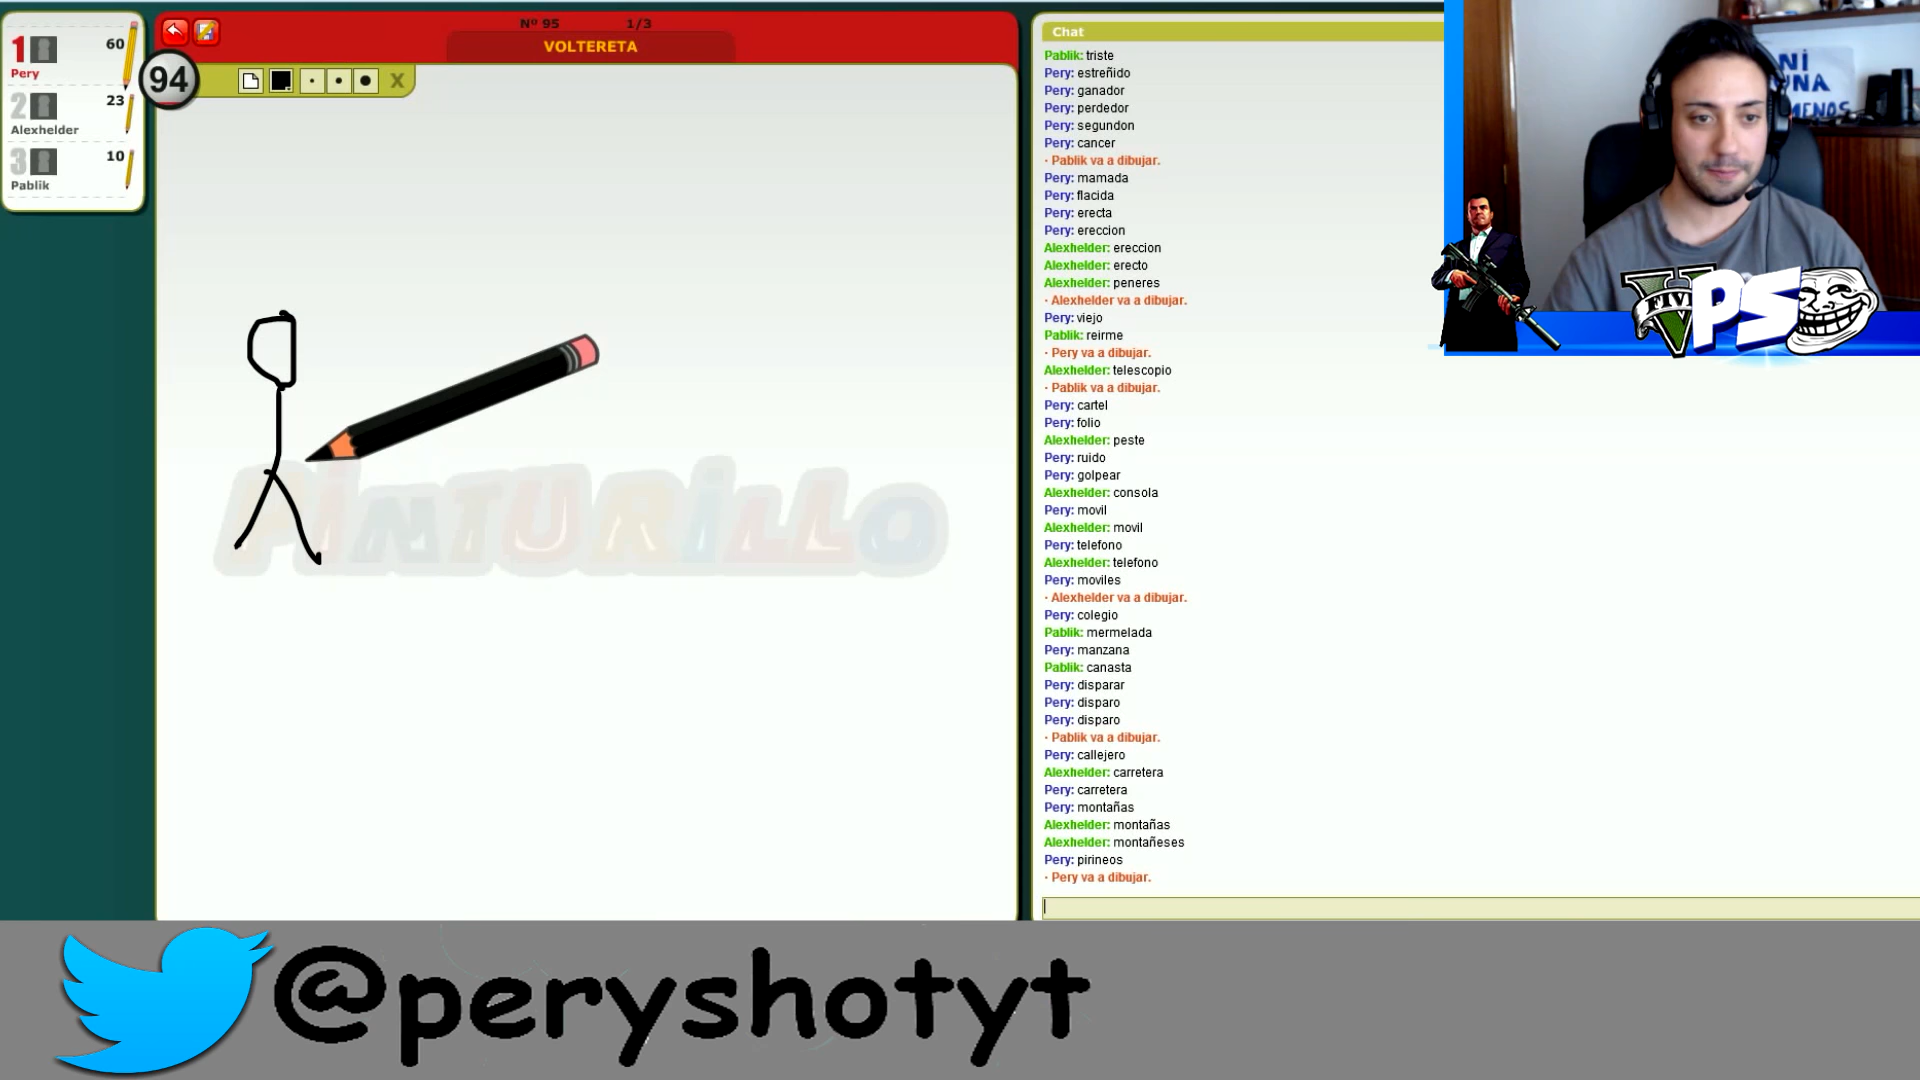 1
60
Pery
2
23
Alexhelder
3
10
Pablik
94
Nº 95
1/3
VOLTERETA
X
PINTURILLO
Chat
Pablik: triste
Pery: estreñido
Pery: ganador
Pery: perdedor
Pery: segundon
Pery: cancer
· Pablik va a dibujar.
Pery: mamada
Pery: flacida
Pery: erecta
Pery: ereccion
Alexhelder: ereccion
Alexhelder: erecto
Alexhelder: peneres
· Alexhelder va a dibujar.
Pery: viejo
Pablik: reirme
· Pery va a dibujar.
Alexhelder: telescopio
· Pablik va a dibujar.
Pery: cartel
Pery: folio
Alexhelder: peste
Pery: ruido
Pery: golpear
Alexhelder: consola
Pery: movil
Alexhelder: movil
Pery: telefono
Alexhelder: telefono
Pery: moviles
· Alexhelder va a dibujar.
Pery: colegio
Pablik: mermelada
Pery: manzana
Pablik: canasta
Pery: disparar
Pery: disparo
Pery: disparo
· Pablik va a dibujar.
Pery: callejero
Alexhelder: carretera
Pery: carretera
Pery: montañas
Alexhelder: montañas
Alexhelder: montañeses
Pery: pirineos
· Pery va a dibujar.
NI
UNA
MENOS
FIVE
V
PS
@peryshotyt